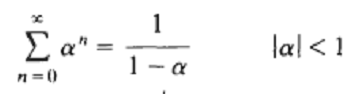 ∑_{n=0}^{∞} α^n = 1/(1 − α)    |α| < 1